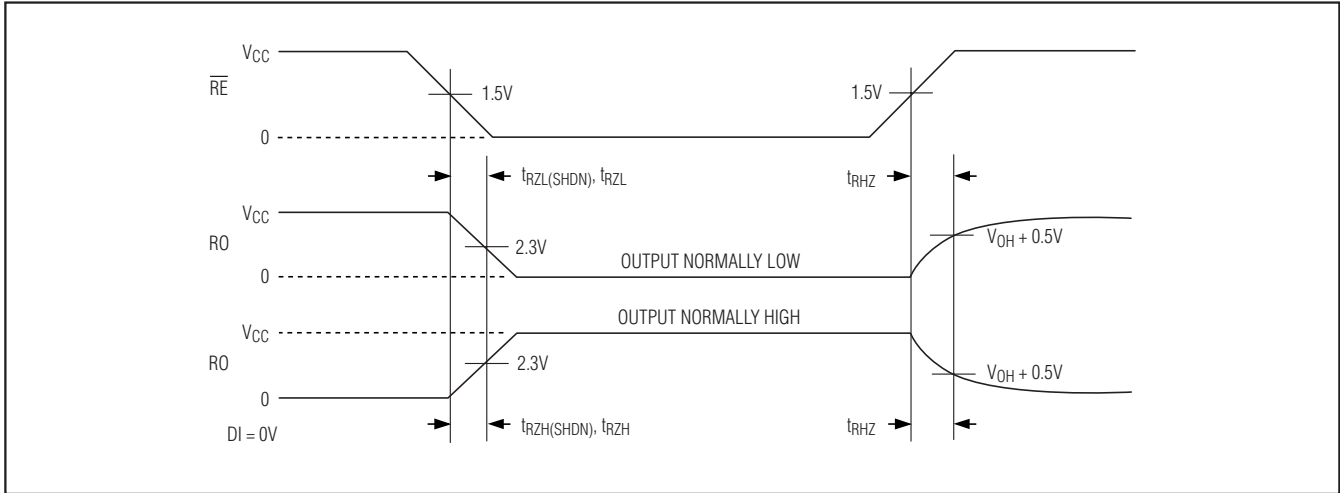 VCC
RE
1.5V
1.5V
0
tRZL(SHDN), tRZL
tRHZ
VCC
RO
2.3V
VOH + 0.5V
0
OUTPUT NORMALLY LOW
OUTPUT NORMALLY HIGH
VCC
RO
2.3V
VOH + 0.5V
0
DI = 0V
tRZH(SHDN), tRZH
tRHZ